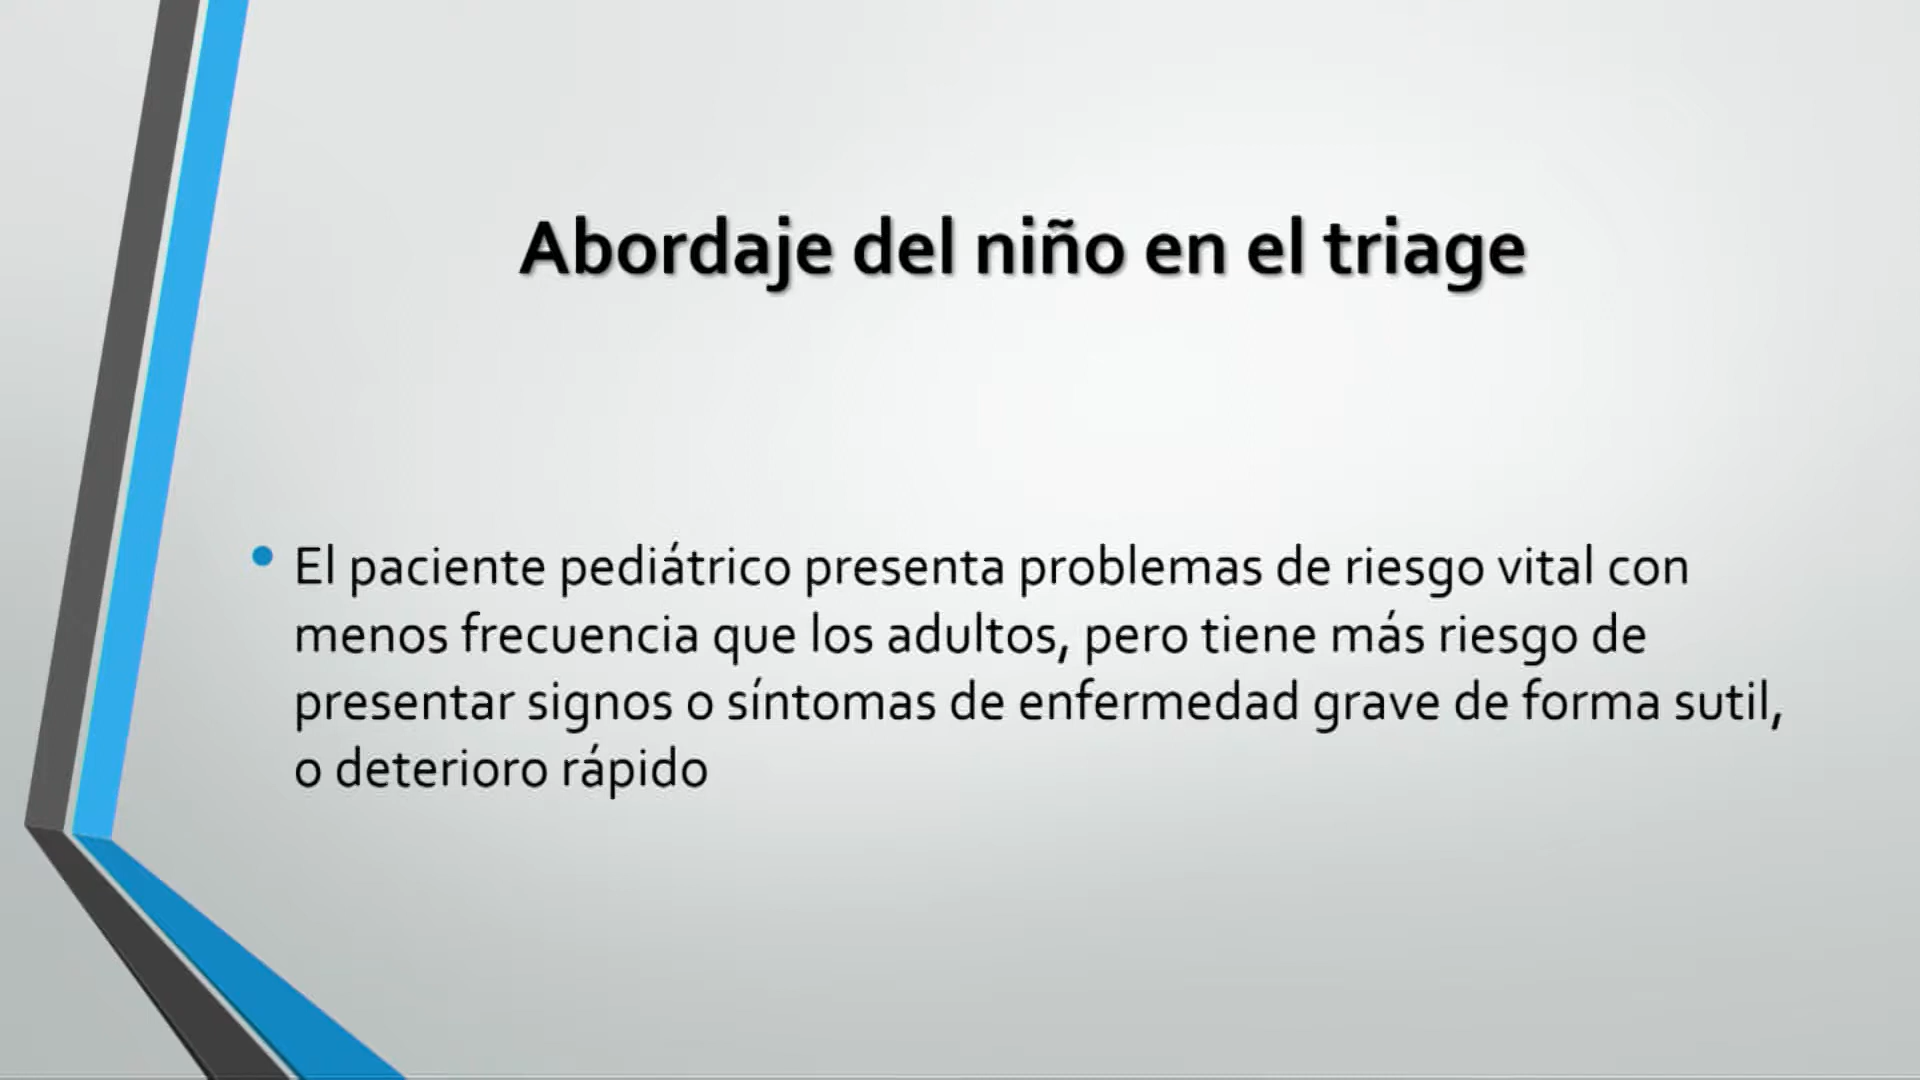 Abordaje del niño en el triage
• El paciente pediátrico presenta problemas de riesgo vital con
menos frecuencia que los adultos, pero tiene más riesgo de
presentar signos o síntomas de enfermedad grave de forma sutil,
o deterioro rápido